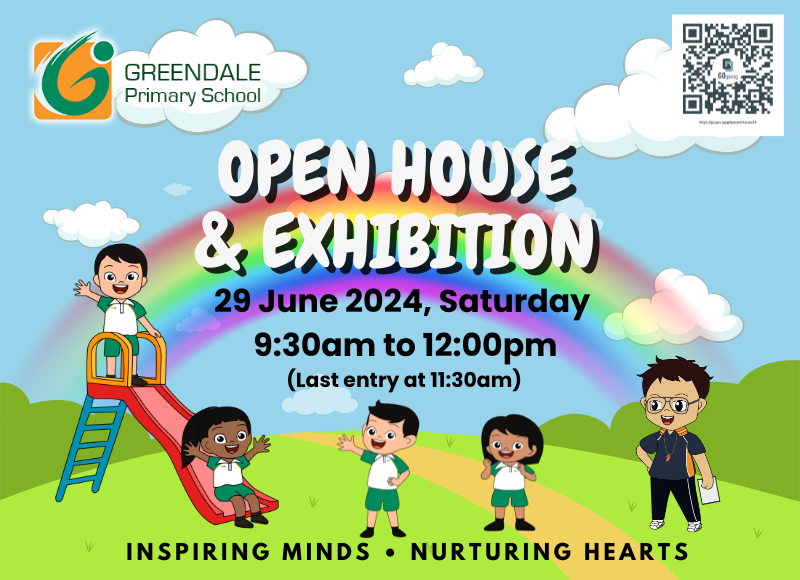 GREENDALE
Primary School
OPEN HOUSE
& EXHIBITION
29 June 2024, Saturday
9:30am to 12:00pm
(Last entry at 11:30am)
INSPIRING MINDS • NURTURING HEARTS